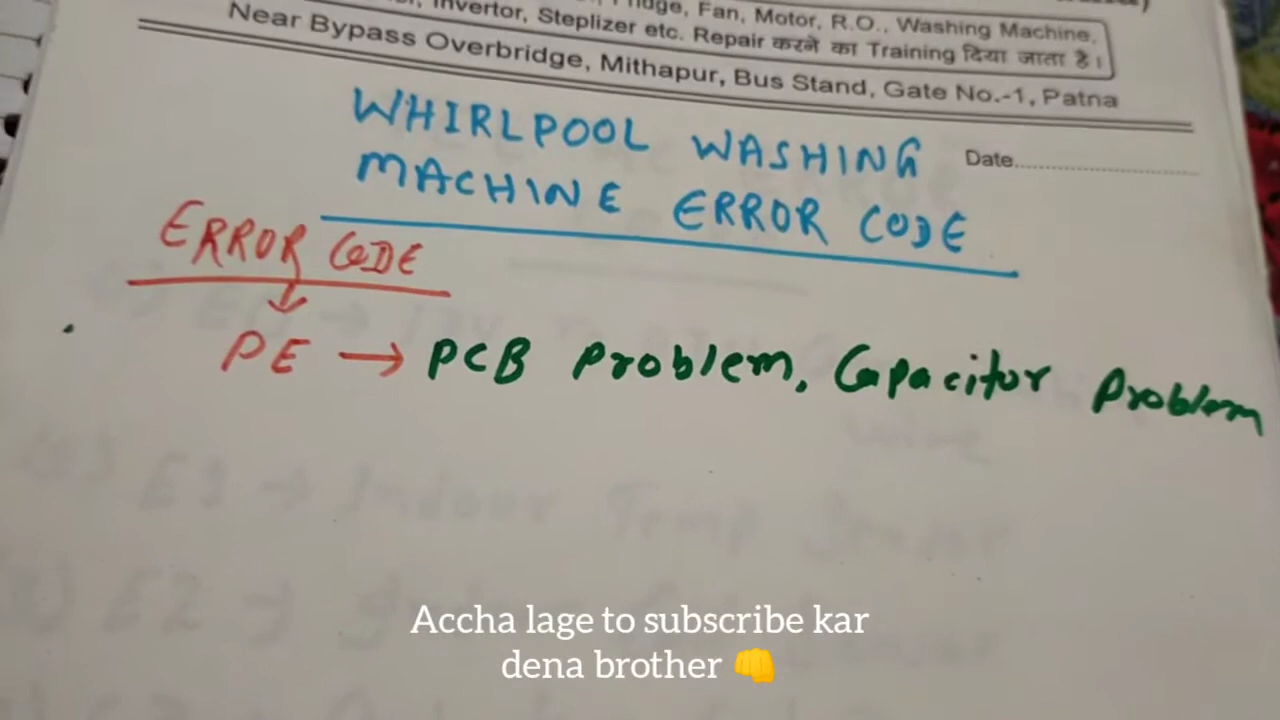 Fan, Motor, R.O., Washing Machine,
Invertor, Steplizer etc. Repair करने का Training दिया जाता है।
Near Bypass Overbridge, Mithapur, Bus Stand, Gate No.-1, Patna
WHIRLPOOL WASHING
Date
MACHINE ERROR CODE
ERROR CODE
PE → PCB Problem, Capacitor Problem
Accha lage to subscribe kar
dena brother 👊